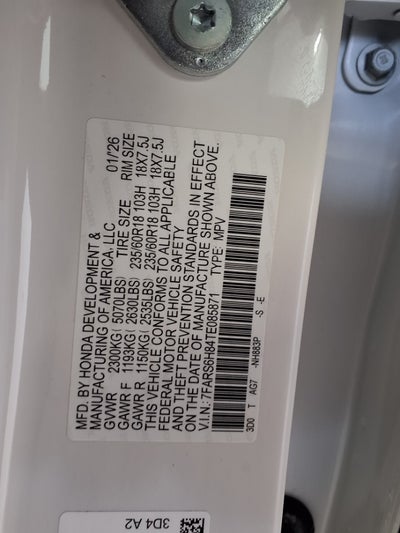 MFD. BY HONDA DEVELOPMENT &
MANUFACTURING OF AMERICA, LLC 01/'26
GVWR 2300KG ( 5070LBS) TIRE SIZE RIM SIZE
GAWR F 1193KG ( 2630LBS) 235/60R18 103H 18X7.5J
GAWR R 1150KG ( 2535LBS) 235/60R18 103H 18X7.5J
THIS VEHICLE CONFORMS TO ALL APPLICABLE
FEDERAL MOTOR VEHICLE SAFETY
AND THEFT PREVENTION STANDARDS IN EFFECT
ON THE DATE OF MANUFACTURE SHOWN ABOVE.
V.I.N.: 7FARS6H84TE085871 TYPE: MPV
3D0 T AG7 -NH883P -S -E
3D4 A2